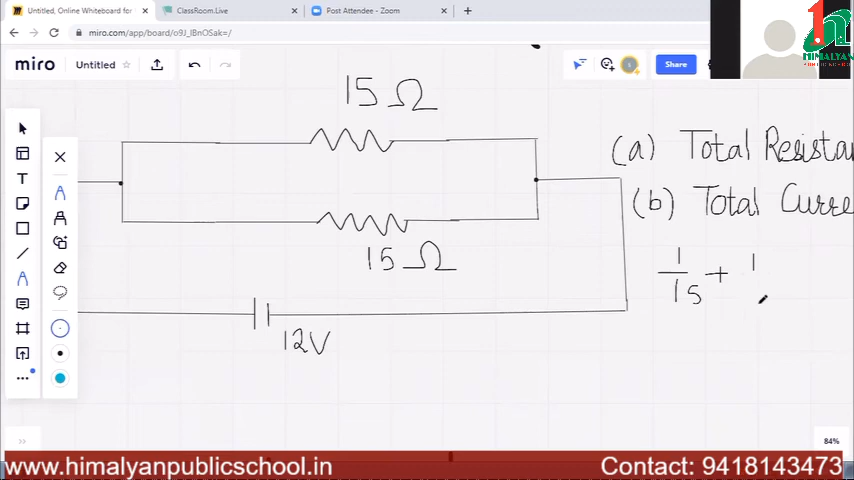 Untitled, Online Whiteboard for
ClassRoom.Live
Post Attendee - Zoom
miro.com/app/board/o9J_lBnOSak=/
miro
Untitled
Share
HIMALYAN
15 Ω
(a) Total Resistan
(b) Total Curre
15 Ω
1/15 + 1
12V
84%
www.himalyanpublicschool.in
Contact: 9418143473